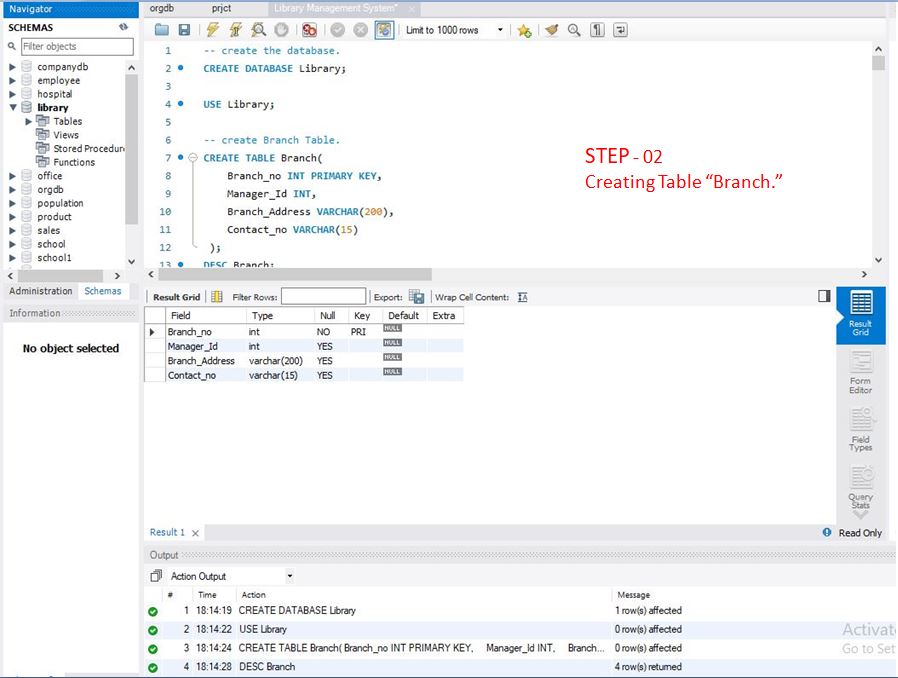 Navigator
orgdb prjct Library Management System*
SCHEMAS
Filter objects
companydb
employee
hospital
library
Tables
Views
Stored Procedur
Functions
office
orgdb
population
product
sales
school
school1
Administration Schemas
Information
No object selected
Limit to 1000 rows
1 -- create the database.
2 CREATE DATABASE Library;
3
4 USE Library;
5
6 -- create Branch Table.
7 CREATE TABLE Branch(
8 Branch_no INT PRIMARY KEY,
9 Manager_Id INT,
10 Branch_Address VARCHAR(200),
11 Contact_no VARCHAR(15)
12 );
13 DESC Branch;
STEP - 02
Creating Table “Branch.”
Result Grid Filter Rows: Export: Wrap Cell Content: IA
Field Type Null Key Default Extra
Branch_no int NO PRI NULL
Manager_Id int YES NULL
Branch_Address varchar(200) YES NULL
Contact_no varchar(15) YES NULL
Result
Grid
Form
Editor
Field
Types
Query
Stats
Result 1 Read Only
Output
Action Output
# Time Action Message
1 18:14:19 CREATE DATABASE Library 1 row(s) affected
2 18:14:22 USE Library 0 row(s) affected
3 18:14:24 CREATE TABLE Branch( Branch_no INT PRIMARY KEY, Manager_Id INT, Branch... 0 row(s) affected
4 18:14:28 DESC Branch 4 row(s) returned
Activat
Go to Set